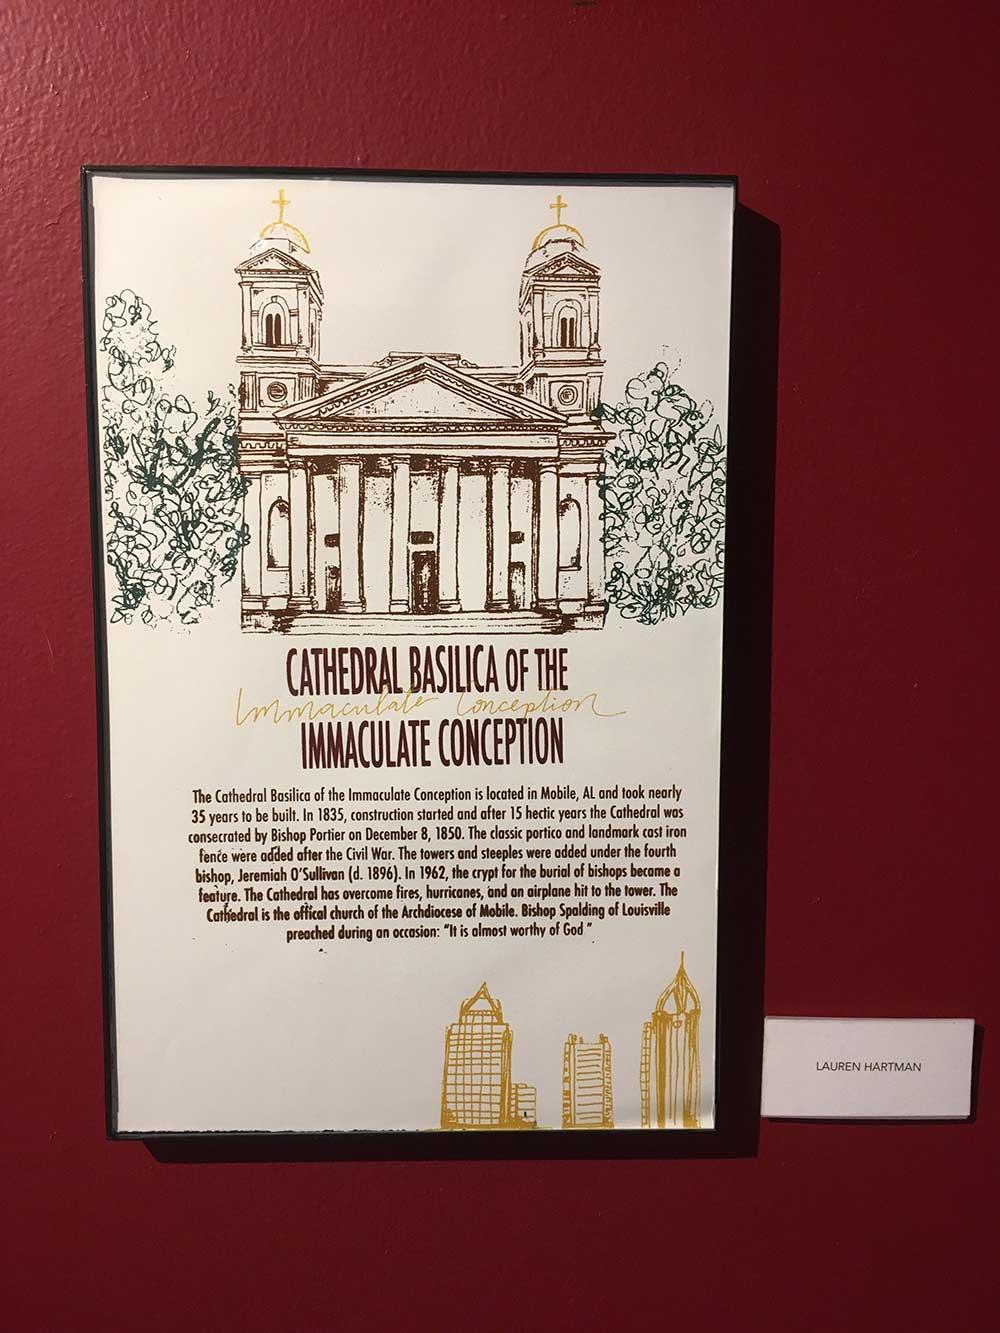 CATHEDRAL BASILICA OF THE
Immaculate Conception
IMMACULATE CONCEPTION
The Cathedral Basilica of the Immaculate Conception is located in Mobile, AL and took nearly
35 years to be built. In 1835, construction started and after 15 hectic years the Cathedral was
consecrated by Bishop Portier on December 8, 1850. The classic portico and landmark cast iron
fence were added after the Civil War. The towers and steeples were added under the fourth
bishop, Jeremiah O'Sullivan (d. 1896). In 1962, the crypt for the burial of bishops became a
feature. The Cathedral has overcome fires, hurricanes, and an airplane hit to the tower. The
Cathedral is the offical church of the Archdiocese of Mobile. Bishop Spalding of Louisville
preached during an occasion: "It is almost worthy of God "
LAUREN HARTMAN